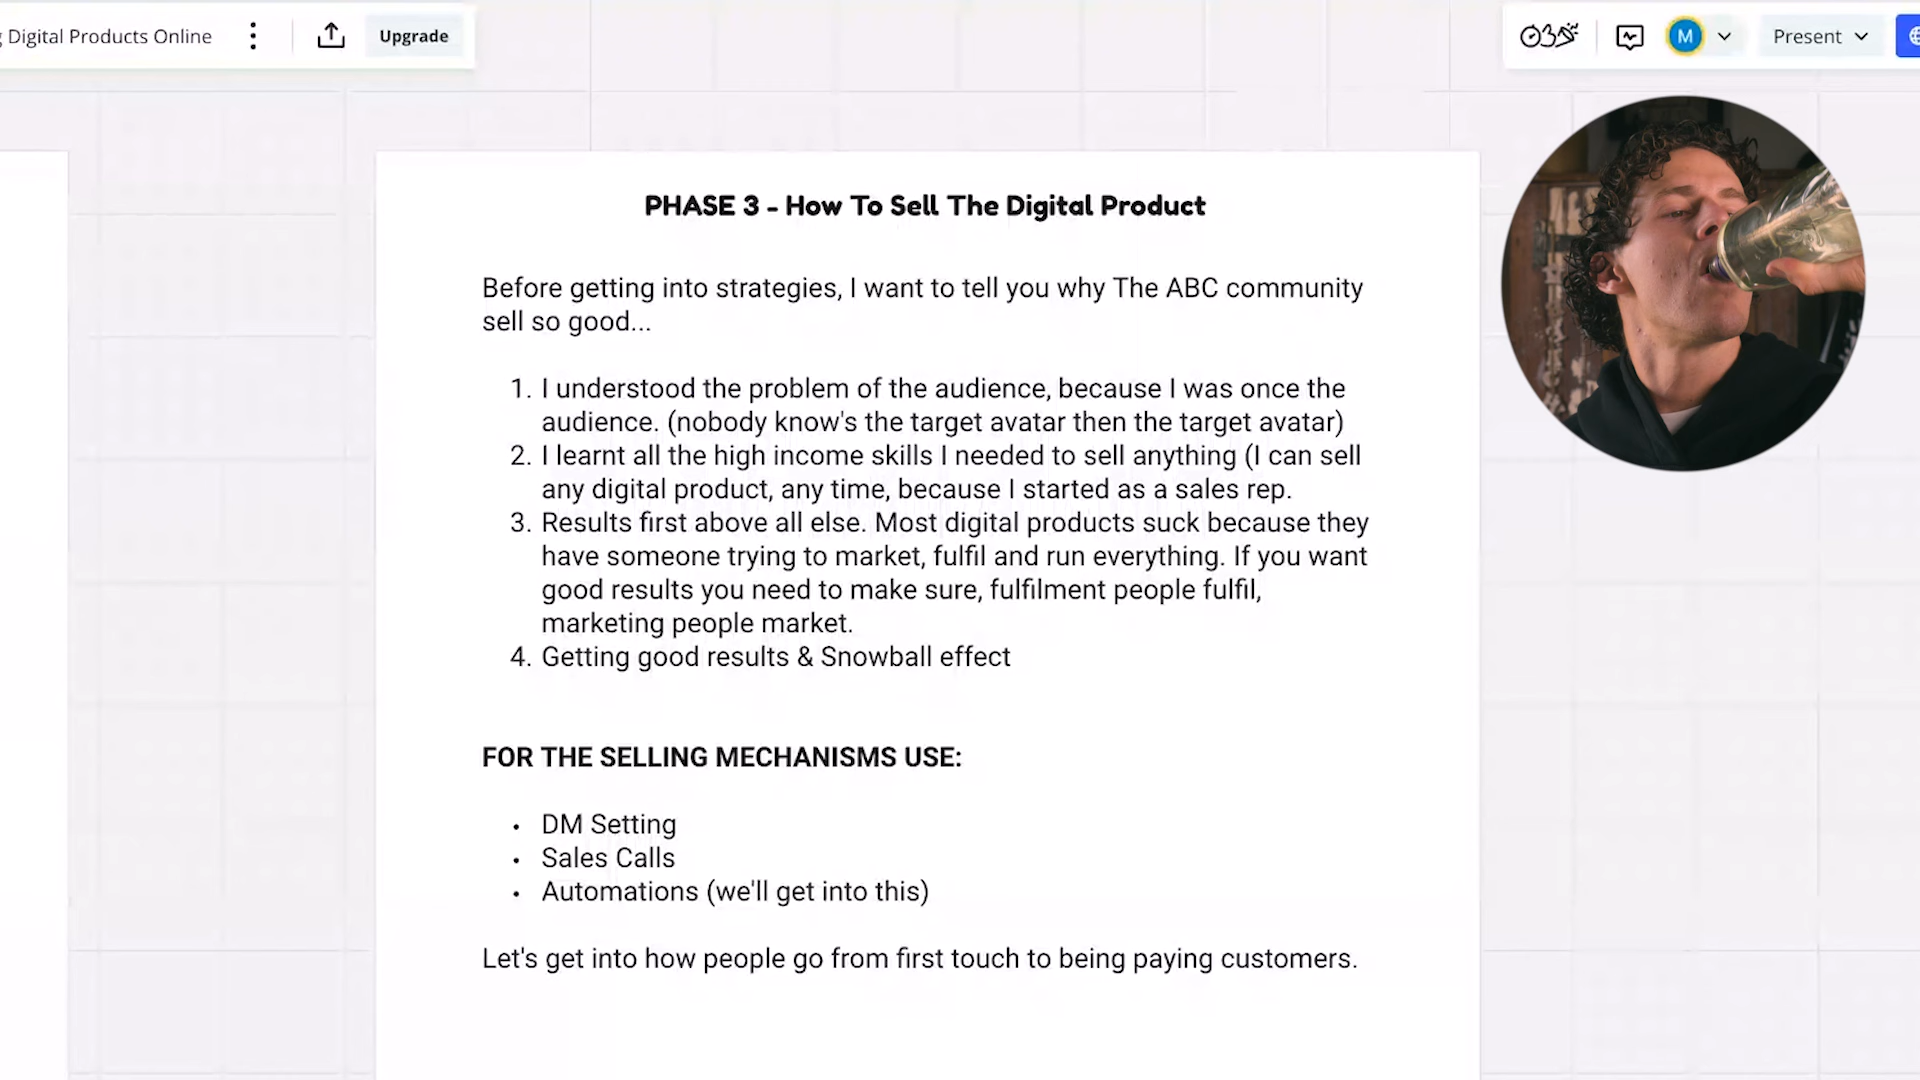 Digital Products Online
Upgrade
M
Present
PHASE 3 - How To Sell The Digital Product
Before getting into strategies, I want to tell you why The ABC community
sell so good...
1. I understood the problem of the audience, because I was once the
audience. (nobody know's the target avatar then the target avatar)
2. I learnt all the high income skills I needed to sell anything (I can sell
any digital product, any time, because I started as a sales rep.
3. Results first above all else. Most digital products suck because they
have someone trying to market, fulfil and run everything. If you want
good results you need to make sure, fulfilment people fulfil,
marketing people market.
4. Getting good results & Snowball effect
FOR THE SELLING MECHANISMS USE:
• DM Setting
• Sales Calls
• Automations (we'll get into this)
Let's get into how people go from first touch to being paying customers.